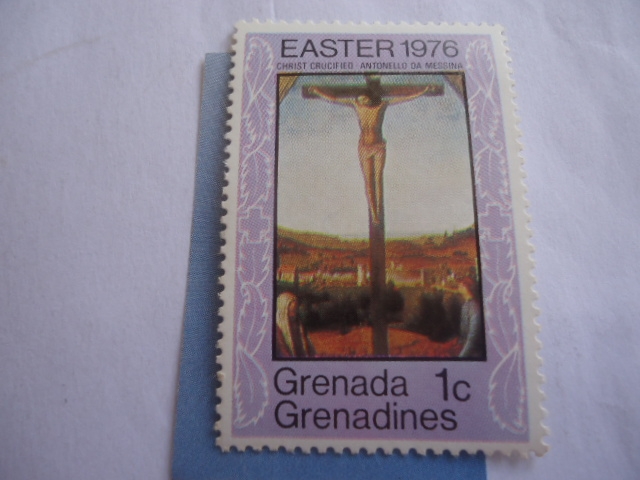 EASTER 1976
CHRIST CRUCIFIED - ANTONELLO DA MESSINA
Grenada 1c
Grenadines